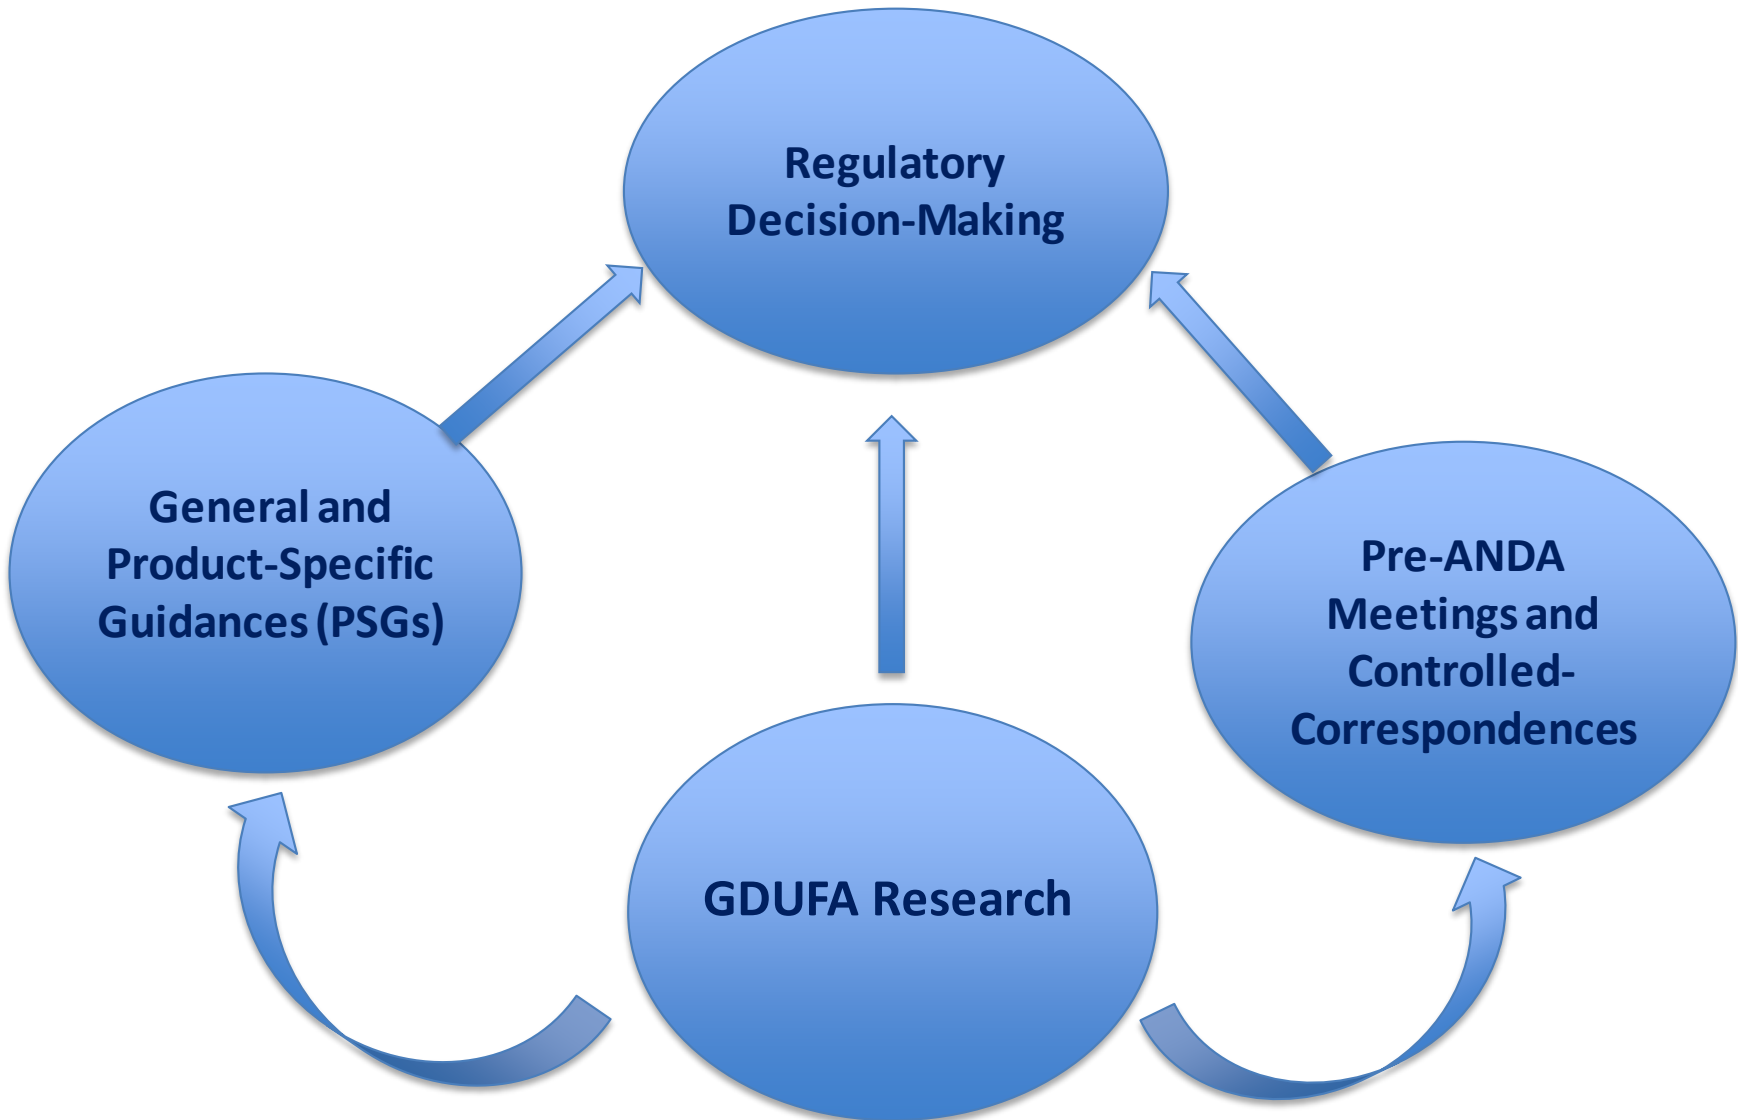 Regulatory
Decision-Making
General and
Product-Specific
Guidances (PSGs)
Pre-ANDA
Meetings and
Controlled-
Correspondences
GDUFA Research